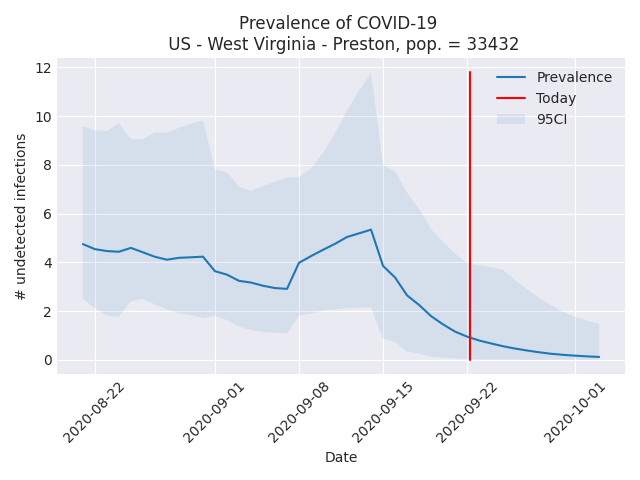 Prevalence of COVID-19
US - West Virginia - Preston, pop. = 33432
12
10
8
6
4
2
0
# undetected infections
Prevalence
Today
95CI
2020-08-22
2020-09-01
2020-09-08
2020-09-15
2020-09-22
2020-10-01
Date